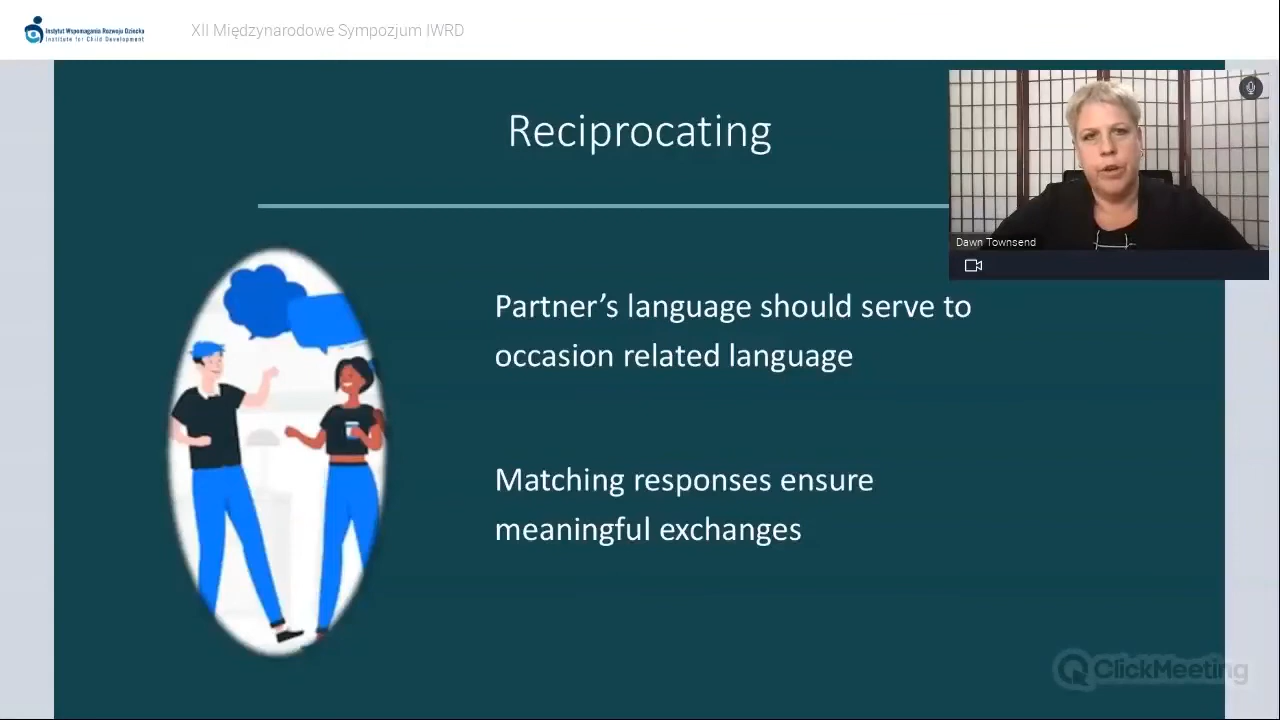 Instytut Wspomagania Rozwoju Dziecka
Institute for Child Development
XII Międzynarodowe Sympozjum IWRD
Reciprocating
Dawn Townsend
Partner’s language should serve to
occasion related language
Matching responses ensure
meaningful exchanges
ClickMeeting